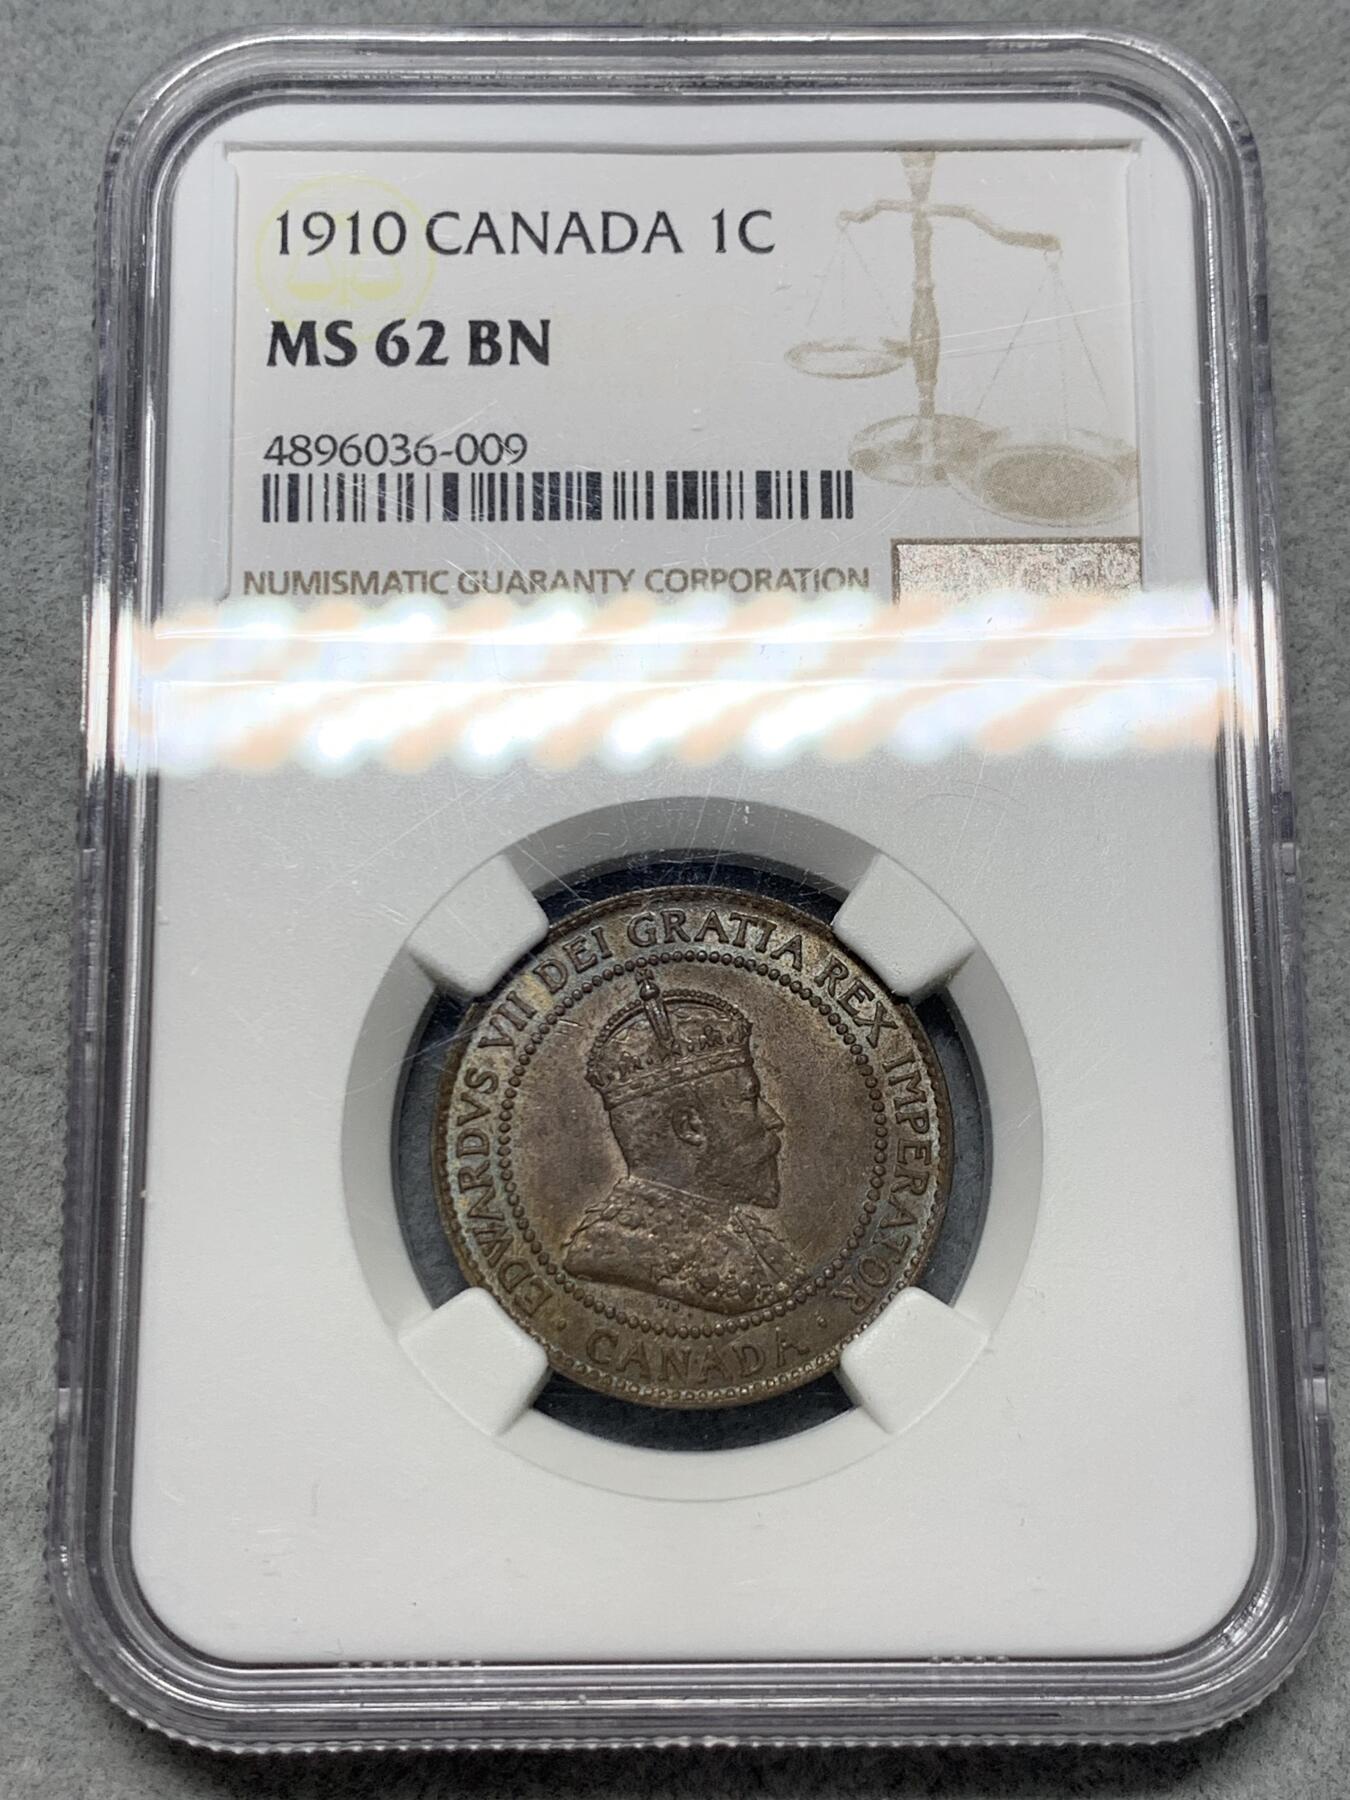 1910 CANADA 1C
MS 62 BN
4896036-009
NUMISMATIC GUARANTY CORPORATION
EDWARDVS VII DEI GRATIA REX IMPERATOR
CANADA